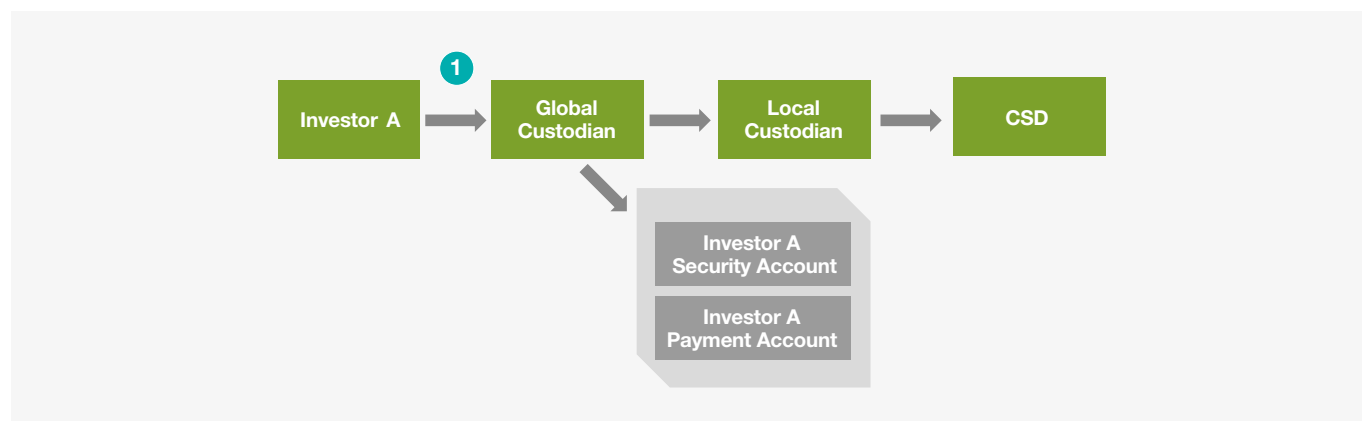 1
Investor A
Global
Custodian
Local
Custodian
CSD
Investor A
Security Account
Investor A
Payment Account